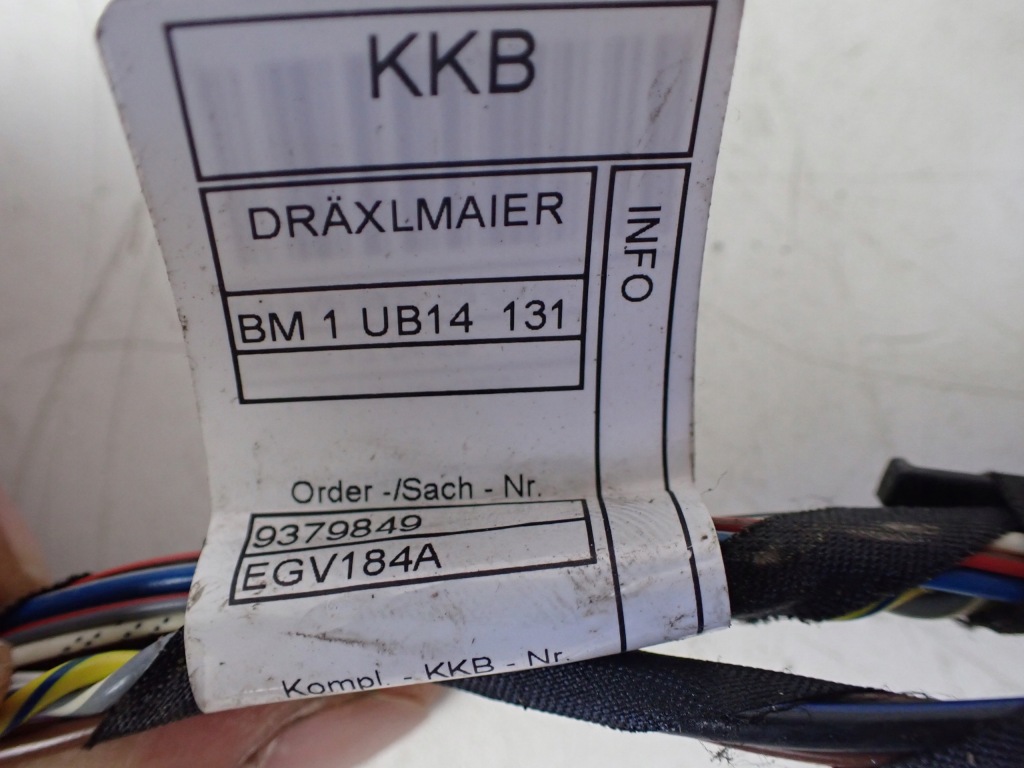 KKB
DRÄXLMAIER
INFO
BM 1 UB14 131
Order -/Sach - Nr.
9379849
EGV184A
Kompl. - KKB - Nr.